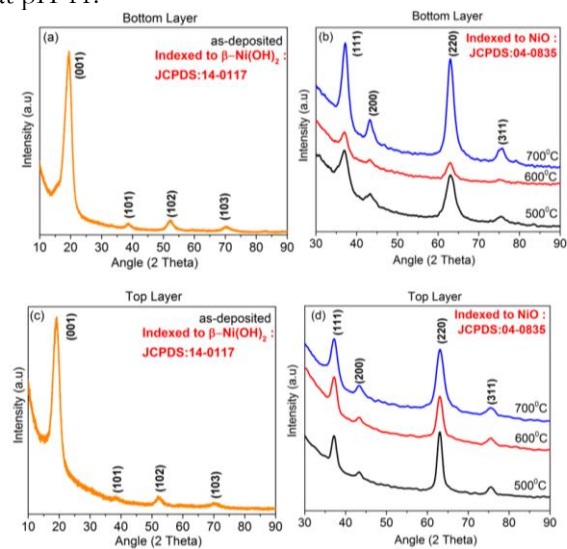 at pH 11.
Bottom Layer
(a)
as-deposited
Indexed to β-Ni(OH)2 :
JCPDS:14-0117
(001)
(101)
(102)
(103)
Intensity (a.u)
10 20 30 40 50 60 70 80 90
Angle (2 Theta)
Bottom Layer
(b)
Indexed to NiO :
JCPDS:04-0835
(111)
(200)
(220)
(311)
700⁰C
600⁰C
500⁰C
Intensity (a.u)
30 40 50 60 70 80 90
Angle (2 Theta)
Top Layer
(c)
as-deposited
Indexed to β-Ni(OH)2 :
JCPDS:14-0117
(001)
(101)
(102)
(103)
Intensity (a.u)
10 20 30 40 50 60 70 80 90
Angle (2 Theta)
Top Layer
(d)
Indexed to NiO :
JCPDS:04-0835
(111)
(200)
(220)
(311)
700⁰C
600⁰C
500⁰C
Intensity (a.u)
30 40 50 60 70 80 90
Angle (2 Theta)